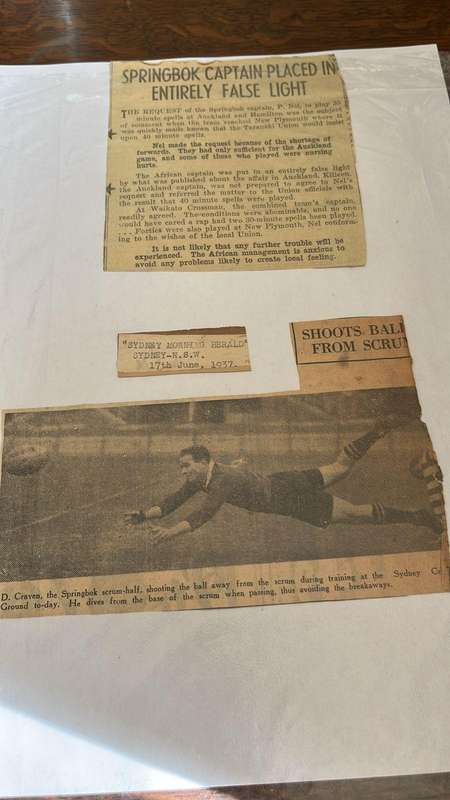 SPRINGBOK CAPTAIN PLACED IN
ENTIRELY FALSE LIGHT
THE REQUEST of the Springbok captain, P. Nel, to play 30
minute spells at Auckland and Hamilton was the subject
of comment when the team reached New Plymouth where it
was quickly made known that the Taranaki Union would insist
upon 40 minute spells.
Nel made the request because of the shortage of
forwards. They had only sufficient for the Auckland
game, and some of those who played were nursing
hurts.
The African captain was put in an entirely false light
by what was published about the affair in Auckland. Killeen,
the Auckland captain, was not prepared to agree to Nel's
request and referred the matter to the Union officials with
the result that 40 minute spells were played.
At Waikato Crossman, the combined team's captain,
readily agreed. The conditions were abominable, and no one
would have cared a rap had two 30-minute spells been played.
Forties were also played at New Plymouth, Nel conform-
ing to the wishes of the local Union.
It is not likely that any further trouble will be
experienced. The African management is anxious to
avoid any problems likely to create local feeling.
"SYDNEY MORNING HERALD"
SYDNEY-N.S.W.
17th June, 1937.
SHOOTS BALL
FROM SCRUM
D. Craven, the Springbok scrum-half, shooting the ball away from the scrum during training at the Sydney
Ground to-day. He dives from the base of the scrum when passing, thus avoiding the breakaways.